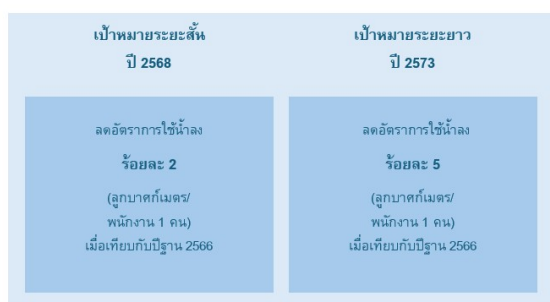 เป้าหมายระยะสั้น
ปี 2568
ลดอัตราการใช้น้ำลง
ร้อยละ 2
(ลูกบาศก์เมตร/
พนักงาน 1 คน)
เมื่อเทียบกับปีฐาน 2566
เป้าหมายระยะยาว
ปี 2573
ลดอัตราการใช้น้ำลง
ร้อยละ 5
(ลูกบาศก์เมตร/
พนักงาน 1 คน)
เมื่อเทียบกับปีฐาน 2566